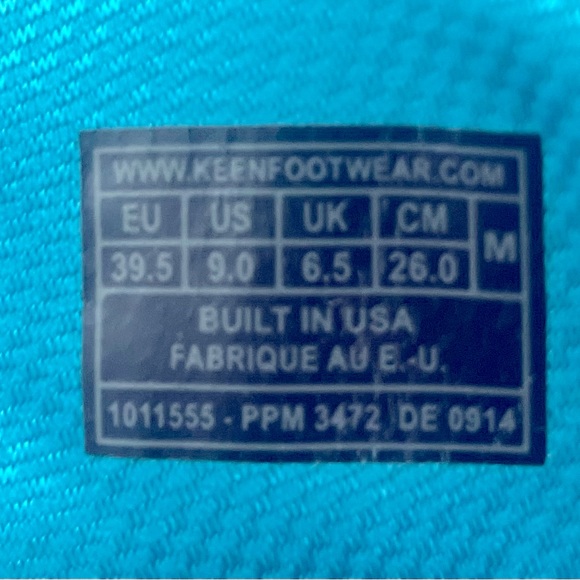 WWW.KEENFOOTWEAR.COM
EU US UK CM M
39.5 9.0 6.5 26.0
BUILT IN USA
FABRIQUE AU E.-U.
1011555 - PPM 3472 DE 0914